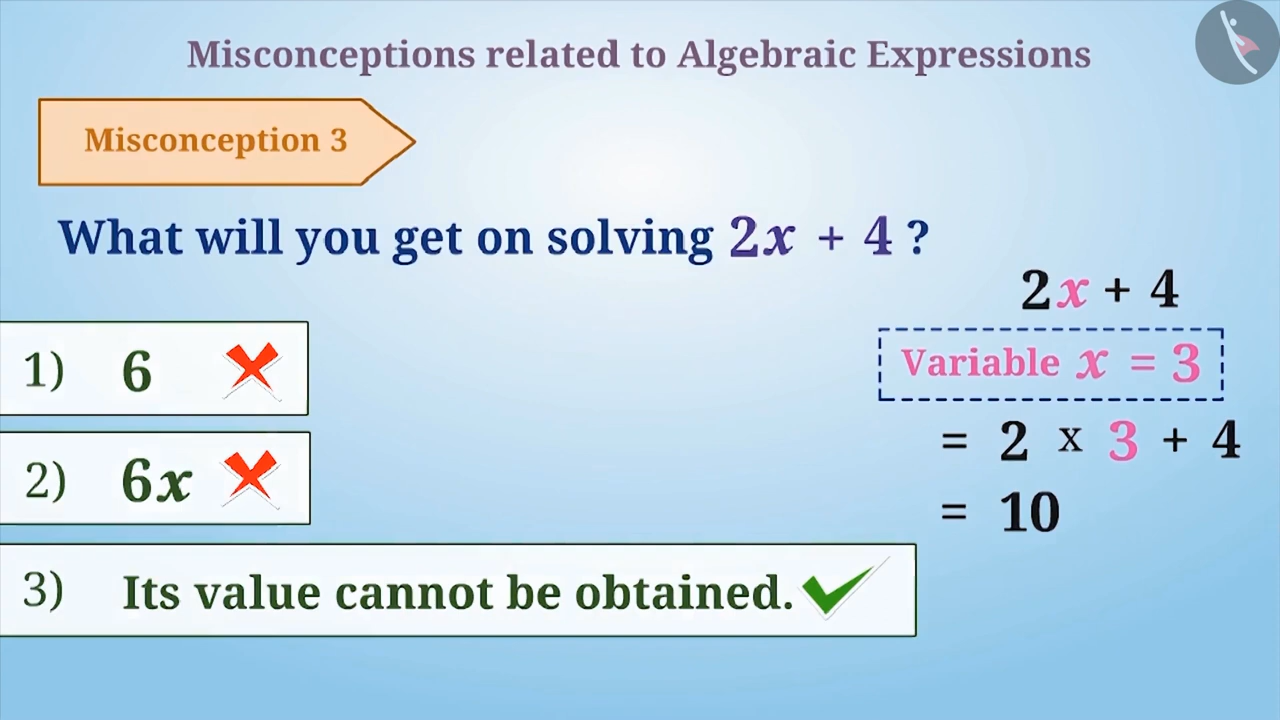 Misconceptions related to Algebraic Expressions
Misconception 3
What will you get on solving 2x + 4 ?
1) 6
2) 6x
3) Its value cannot be obtained.
2x + 4
Variable x = 3
= 2 x 3 + 4
= 10